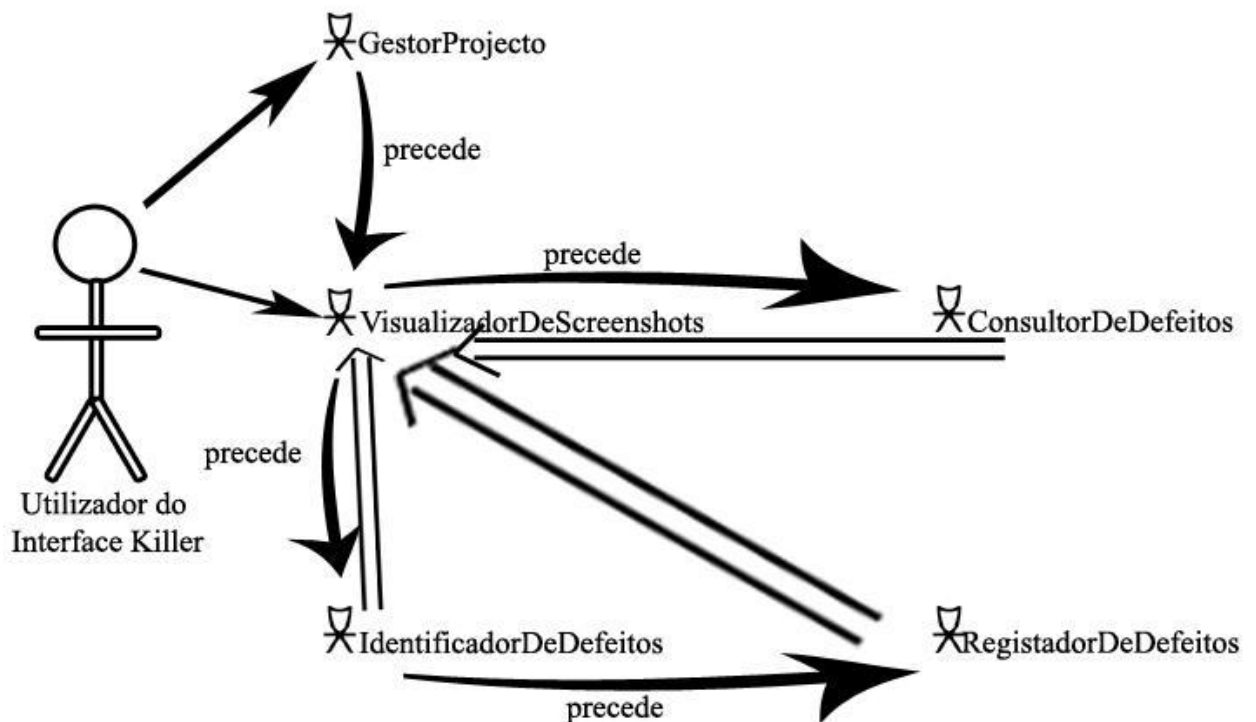 GestorProjecto
precede
precede
VisualizadorDeScreenshots
ConsultorDeDefeitos
precede
Utilizador do
Interface Killer
IdentificadorDeDefeitos
RegistadorDeDefeitos
precede